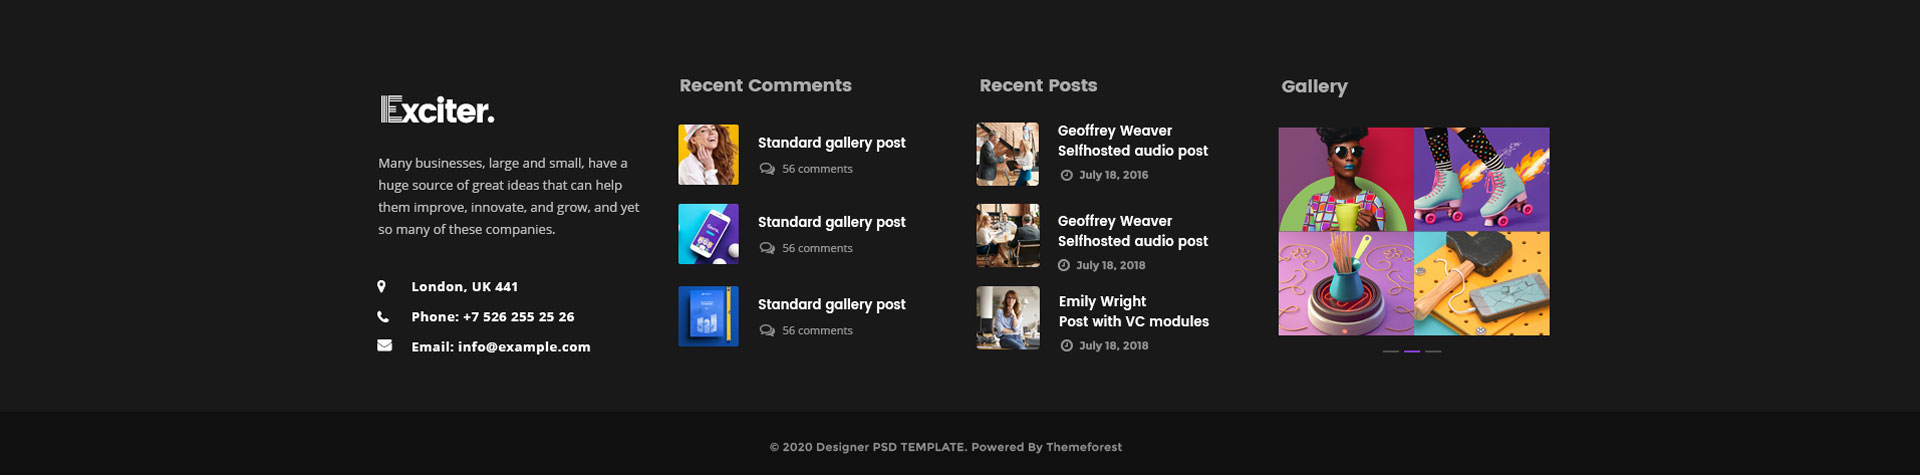 Exciter.
Many businesses, large and small, have a
huge source of great ideas that can help
them improve, innovate, and grow, and yet
so many of these companies.
London, UK 441
Phone: +7 526 255 25 26
Email: info@example.com
Recent Comments
Standard gallery post
56 comments
Standard gallery post
56 comments
Standard gallery post
56 comments
Recent Posts
Geoffrey Weaver
Selfhosted audio post
July 18, 2016
Geoffrey Weaver
Selfhosted audio post
July 18, 2018
Emily Wright
Post with VC modules
July 18, 2018
Gallery
© 2020 Designer PSD TEMPLATE. Powered By Themeforest